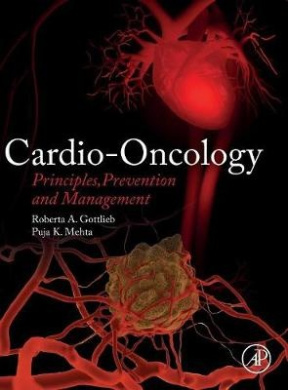 Cardio-Oncology
Principles, Prevention
and Management
Roberta A. Gottlieb
Puja K. Mehta
AP